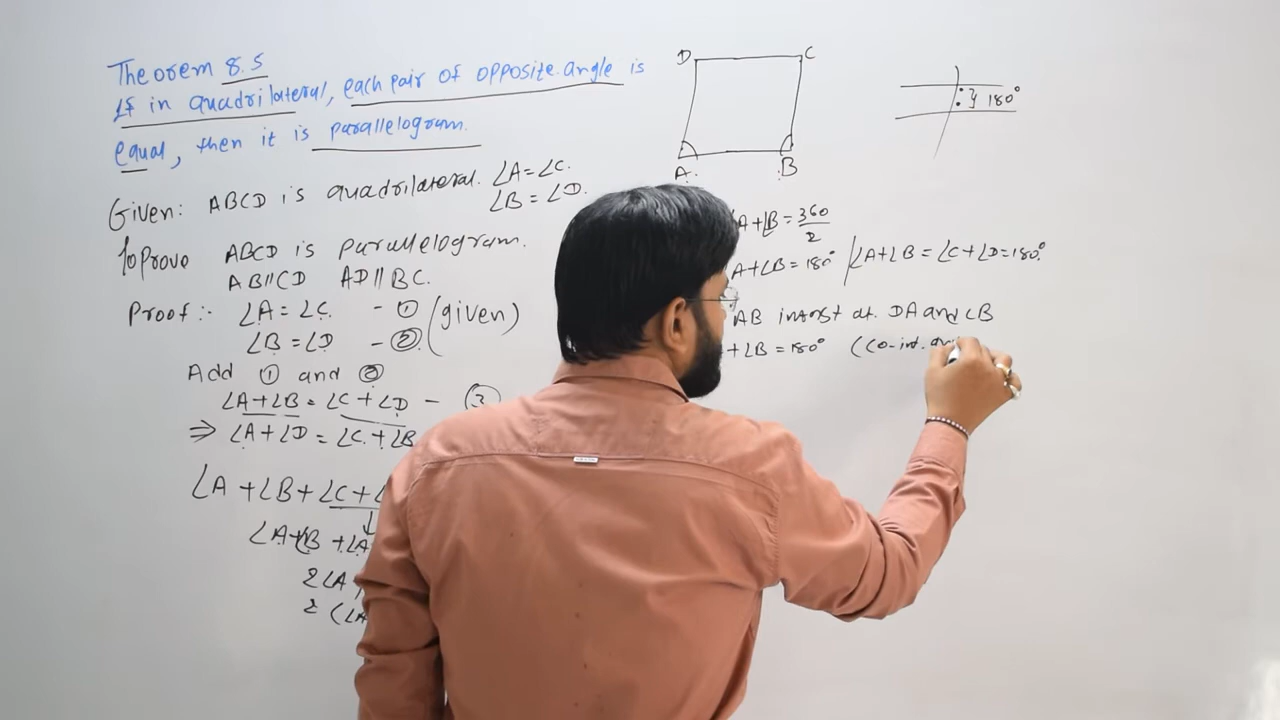 Theorem 8.5
If in quadrilateral, each pair of opposite angle is
equal, then it is parallelogram.
Given: ABCD is quadrilateral. ∠A = ∠C.
∠B = ∠D.
To prove ABCD is parallelogram.
AB∥CD AD∥BC.
Proof:- ∠A = ∠C. - ① (given)
∠B = ∠D - ②
Add ① and ②
∠A + ∠B = ∠C + ∠D - ③
⇒ ∠A + ∠D = ∠C + ∠B
∠A + ∠B + ∠C +
∠A + ∠B + ∠A
2∠A
2 (∠A
D C
A B
} 180°
∠A + ∠B = 360/2
A + ∠B = 180° / ∠A + ∠B = ∠C + ∠D = 180°
AB at DA and CB
+ ∠B = 180° (co-int.